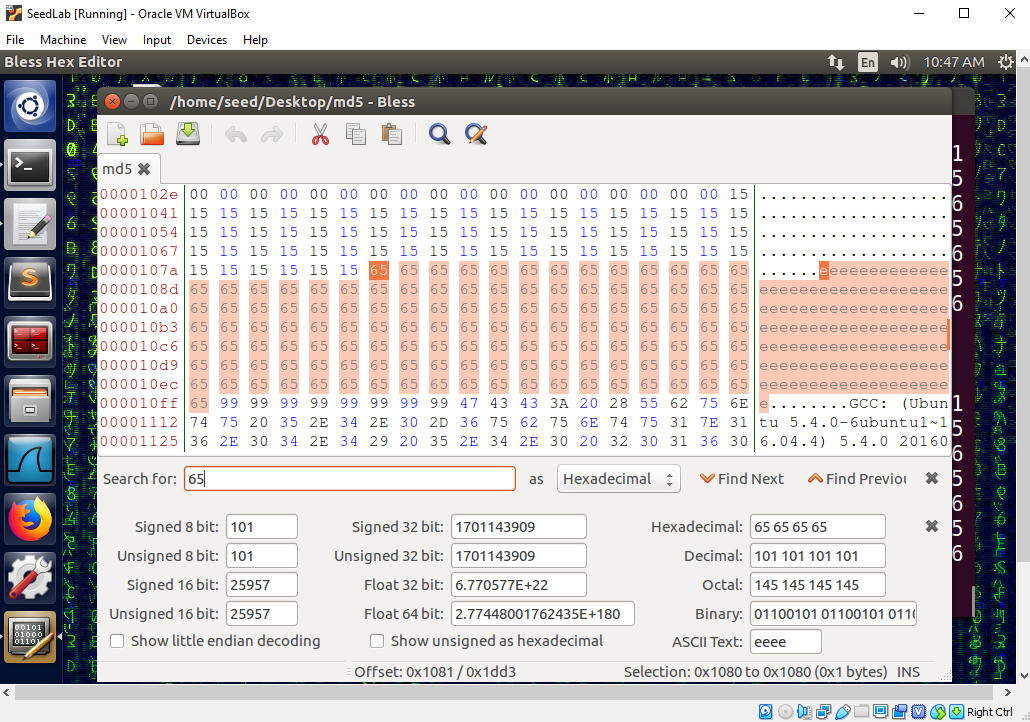 SeedLab [Running] - Oracle VM VirtualBox
File Machine View Input Devices Help
Bless Hex Editor En 10:47 AM
/home/seed/Desktop/md5 - Bless
md5
0000102e 00 00 00 00 00 00 00 00 00 00 00 00 00 00 00 00 00 00 15 ...................
00001041 15 15 15 15 15 15 15 15 15 15 15 15 15 15 15 15 15 15 15 ...................
00001054 15 15 15 15 15 15 15 15 15 15 15 15 15 15 15 15 15 15 15 ...................
00001067 15 15 15 15 15 15 15 15 15 15 15 15 15 15 15 15 15 15 15 ...................
0000107a 15 15 15 15 15 15 65 65 65 65 65 65 65 65 65 65 65 65 65 ......eeeeeeeeeeeee
0000108d 65 65 65 65 65 65 65 65 65 65 65 65 65 65 65 65 65 65 65 eeeeeeeeeeeeeeeeeee
000010a0 65 65 65 65 65 65 65 65 65 65 65 65 65 65 65 65 65 65 65 eeeeeeeeeeeeeeeeeee
000010b3 65 65 65 65 65 65 65 65 65 65 65 65 65 65 65 65 65 65 65 eeeeeeeeeeeeeeeeeee
000010c6 65 65 65 65 65 65 65 65 65 65 65 65 65 65 65 65 65 65 65 eeeeeeeeeeeeeeeeeee
000010d9 65 65 65 65 65 65 65 65 65 65 65 65 65 65 65 65 65 65 65 eeeeeeeeeeeeeeeeeee
000010ec 65 65 65 65 65 65 65 65 65 65 65 65 65 65 65 65 65 65 65 eeeeeeeeeeeeeeeeeee
000010ff 65 99 99 99 99 99 99 99 99 47 43 43 3A 20 28 55 62 75 6E e........GCC: (Ubun
00001112 74 75 20 35 2E 34 2E 30 2D 36 75 62 75 6E 74 75 31 7E 31 tu 5.4.0-6ubuntu1~1
00001125 36 2E 30 34 2E 34 29 20 35 2E 34 2E 30 20 32 30 31 36 30 6.04.4) 5.4.0 20160
Search for: 65 as Hexadecimal Find Next Find Previou
Signed 8 bit: 101 Signed 32 bit: 1701143909 Hexadecimal: 65 65 65 65
Unsigned 8 bit: 101 Unsigned 32 bit: 1701143909 Decimal: 101 101 101 101
Signed 16 bit: 25957 Float 32 bit: 6.770577E+22 Octal: 145 145 145 145
Unsigned 16 bit: 25957 Float 64 bit: 2.77448001762435E+180 Binary: 01100101 01100101 0110
Show little endian decoding Show unsigned as hexadecimal ASCII Text: eeee
Offset: 0x1081 / 0x1dd3 Selection: 0x1080 to 0x1080 (0x1 bytes) INS
1
5
6
5
6
5
6
1
5
6
5
6
5
6
Right Ctrl